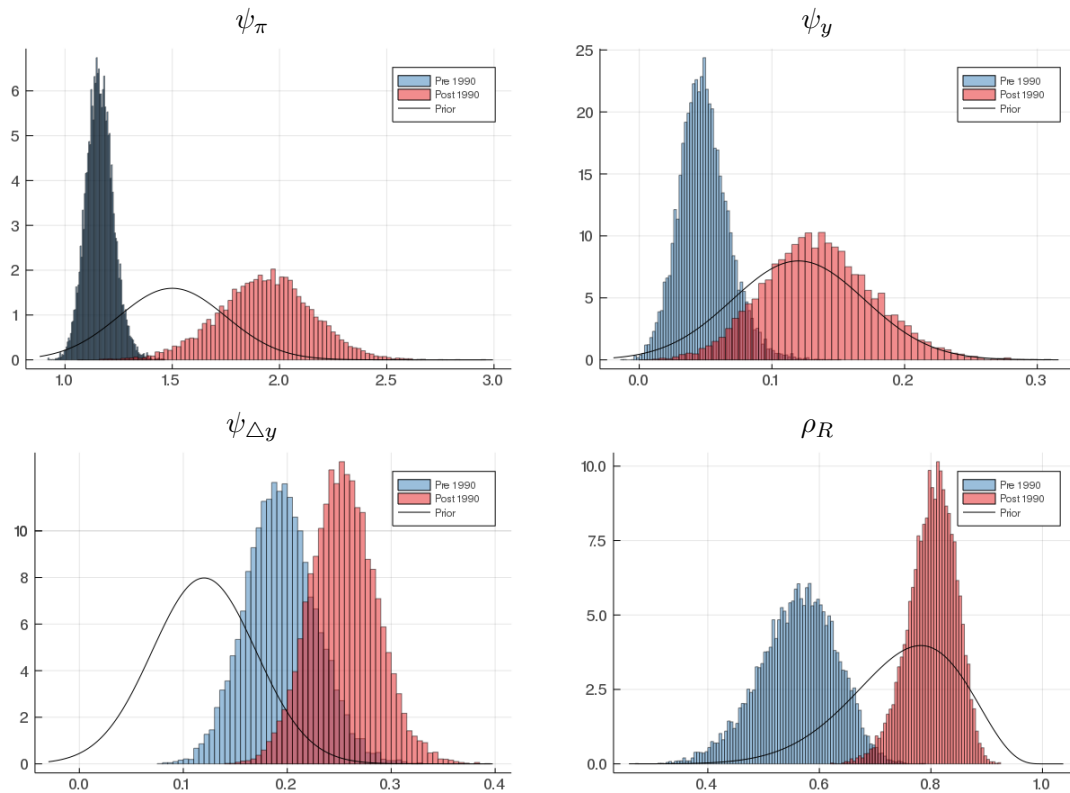 ψ_π
6
5
4
3
2
1
0
1.0 1.5 2.0 2.5 3.0
Pre 1990
Post 1990
Prior
ψ_y
25
20
15
10
5
0
0.0 0.1 0.2 0.3
Pre 1990
Post 1990
Prior
ψ_△y
10
8
6
4
2
0
0.0 0.1 0.2 0.3 0.4
Pre 1990
Post 1990
Prior
ρ_R
10.0
7.5
5.0
2.5
0.0
0.4 0.6 0.8 1.0
Pre 1990
Post 1990
Prior